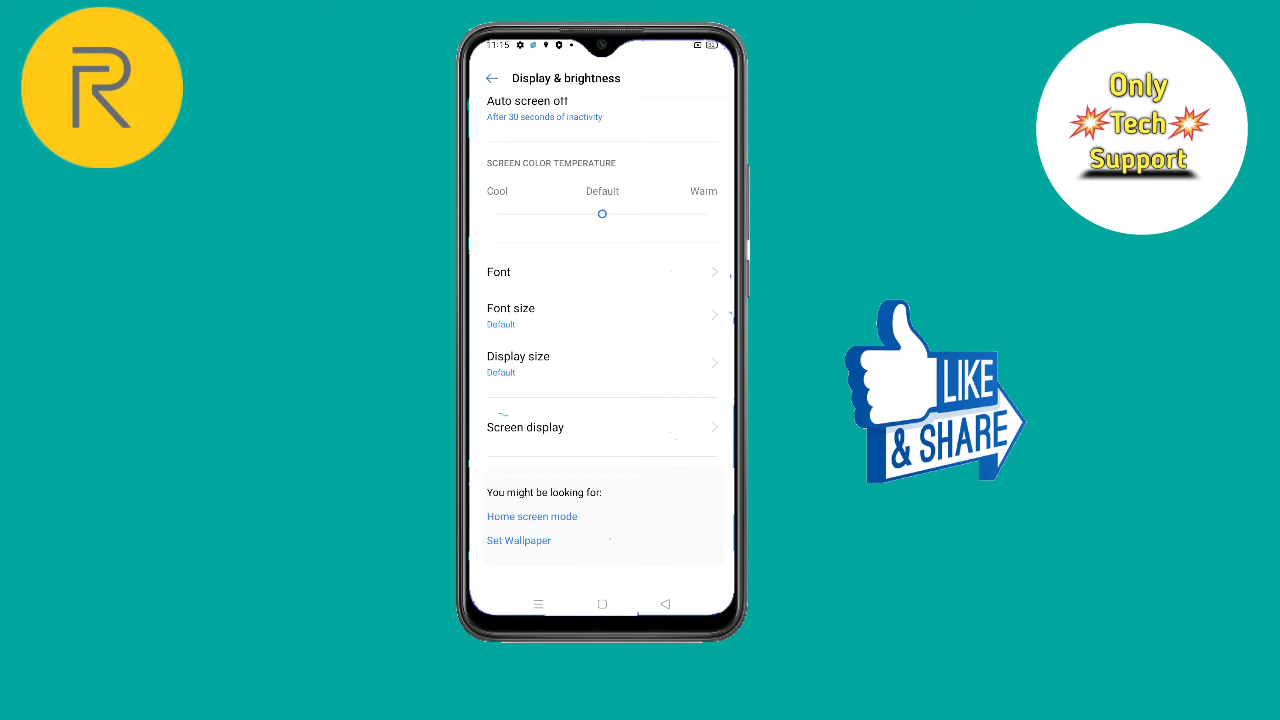 R
Only
Tech
Support
11:15
Display & brightness
Auto screen off
After 30 seconds of inactivity
SCREEN COLOR TEMPERATURE
Cool Default Warm
Font
Font size
Default
Display size
Default
Screen display
You might be looking for:
Home screen mode
Set Wallpaper
LIKE
& SHARE